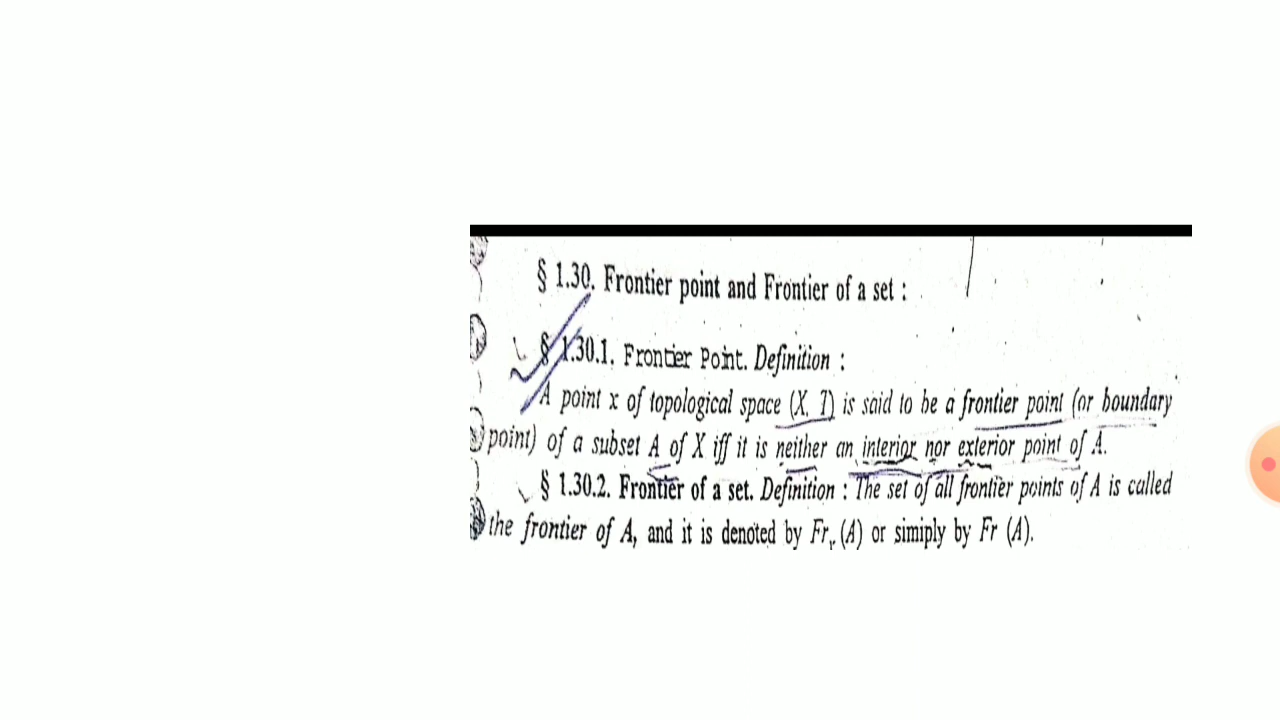 § 1.30. Frontier point and Frontier of a set :
§ 1.30.1. Frontier Point. Definition :
A point x of topological space (X, T) is said to be a frontier point (or boundary
point) of a subset A of X iff it is neither an interior nor exterior point of A.
§ 1.30.2. Frontier of a set. Definition : The set of all frontier points of A is called
the frontier of A, and it is denoted by Fr (A) or simiply by Fr (A).